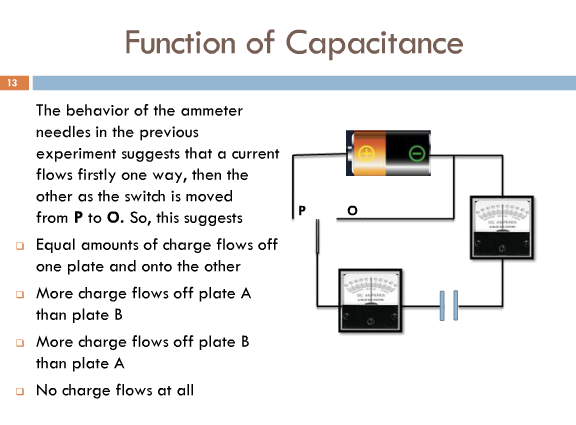 Function of Capacitance
13
The behavior of the ammeter
needles in the previous
experiment suggests that a current
flows firstly one way, then the
other as the switch is moved
from P to O. So, this suggests
Equal amounts of charge flows off
one plate and onto the other
More charge flows off plate A
than plate B
More charge flows off plate B
than plate A
No charge flows at all
P O
DC AMPERES
DC AMPERES